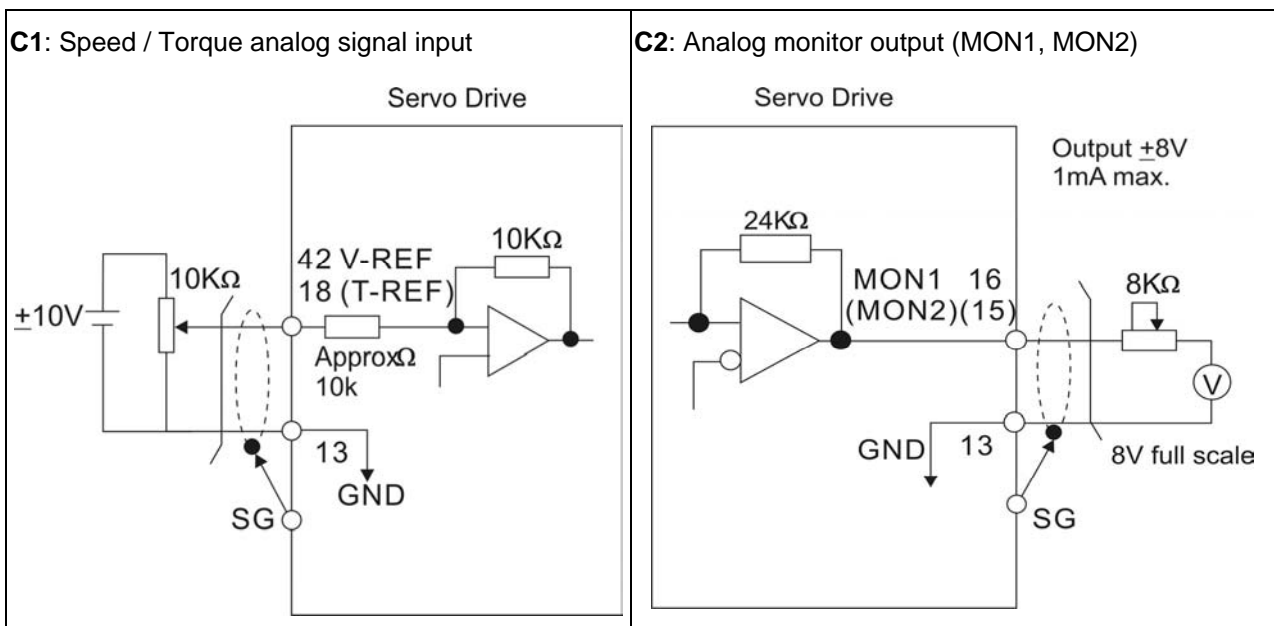 C1: Speed / Torque analog signal input
Servo Drive
10KΩ
42 V-REF
18 (T-REF)
10KΩ
±10V
Approx.Ω
10k
13
GND
SG
C2: Analog monitor output (MON1, MON2)
Servo Drive
Output ±8V
1mA max.
24KΩ
MON1 16
(MON2)(15)
8KΩ
V
GND 13
8V full scale
SG